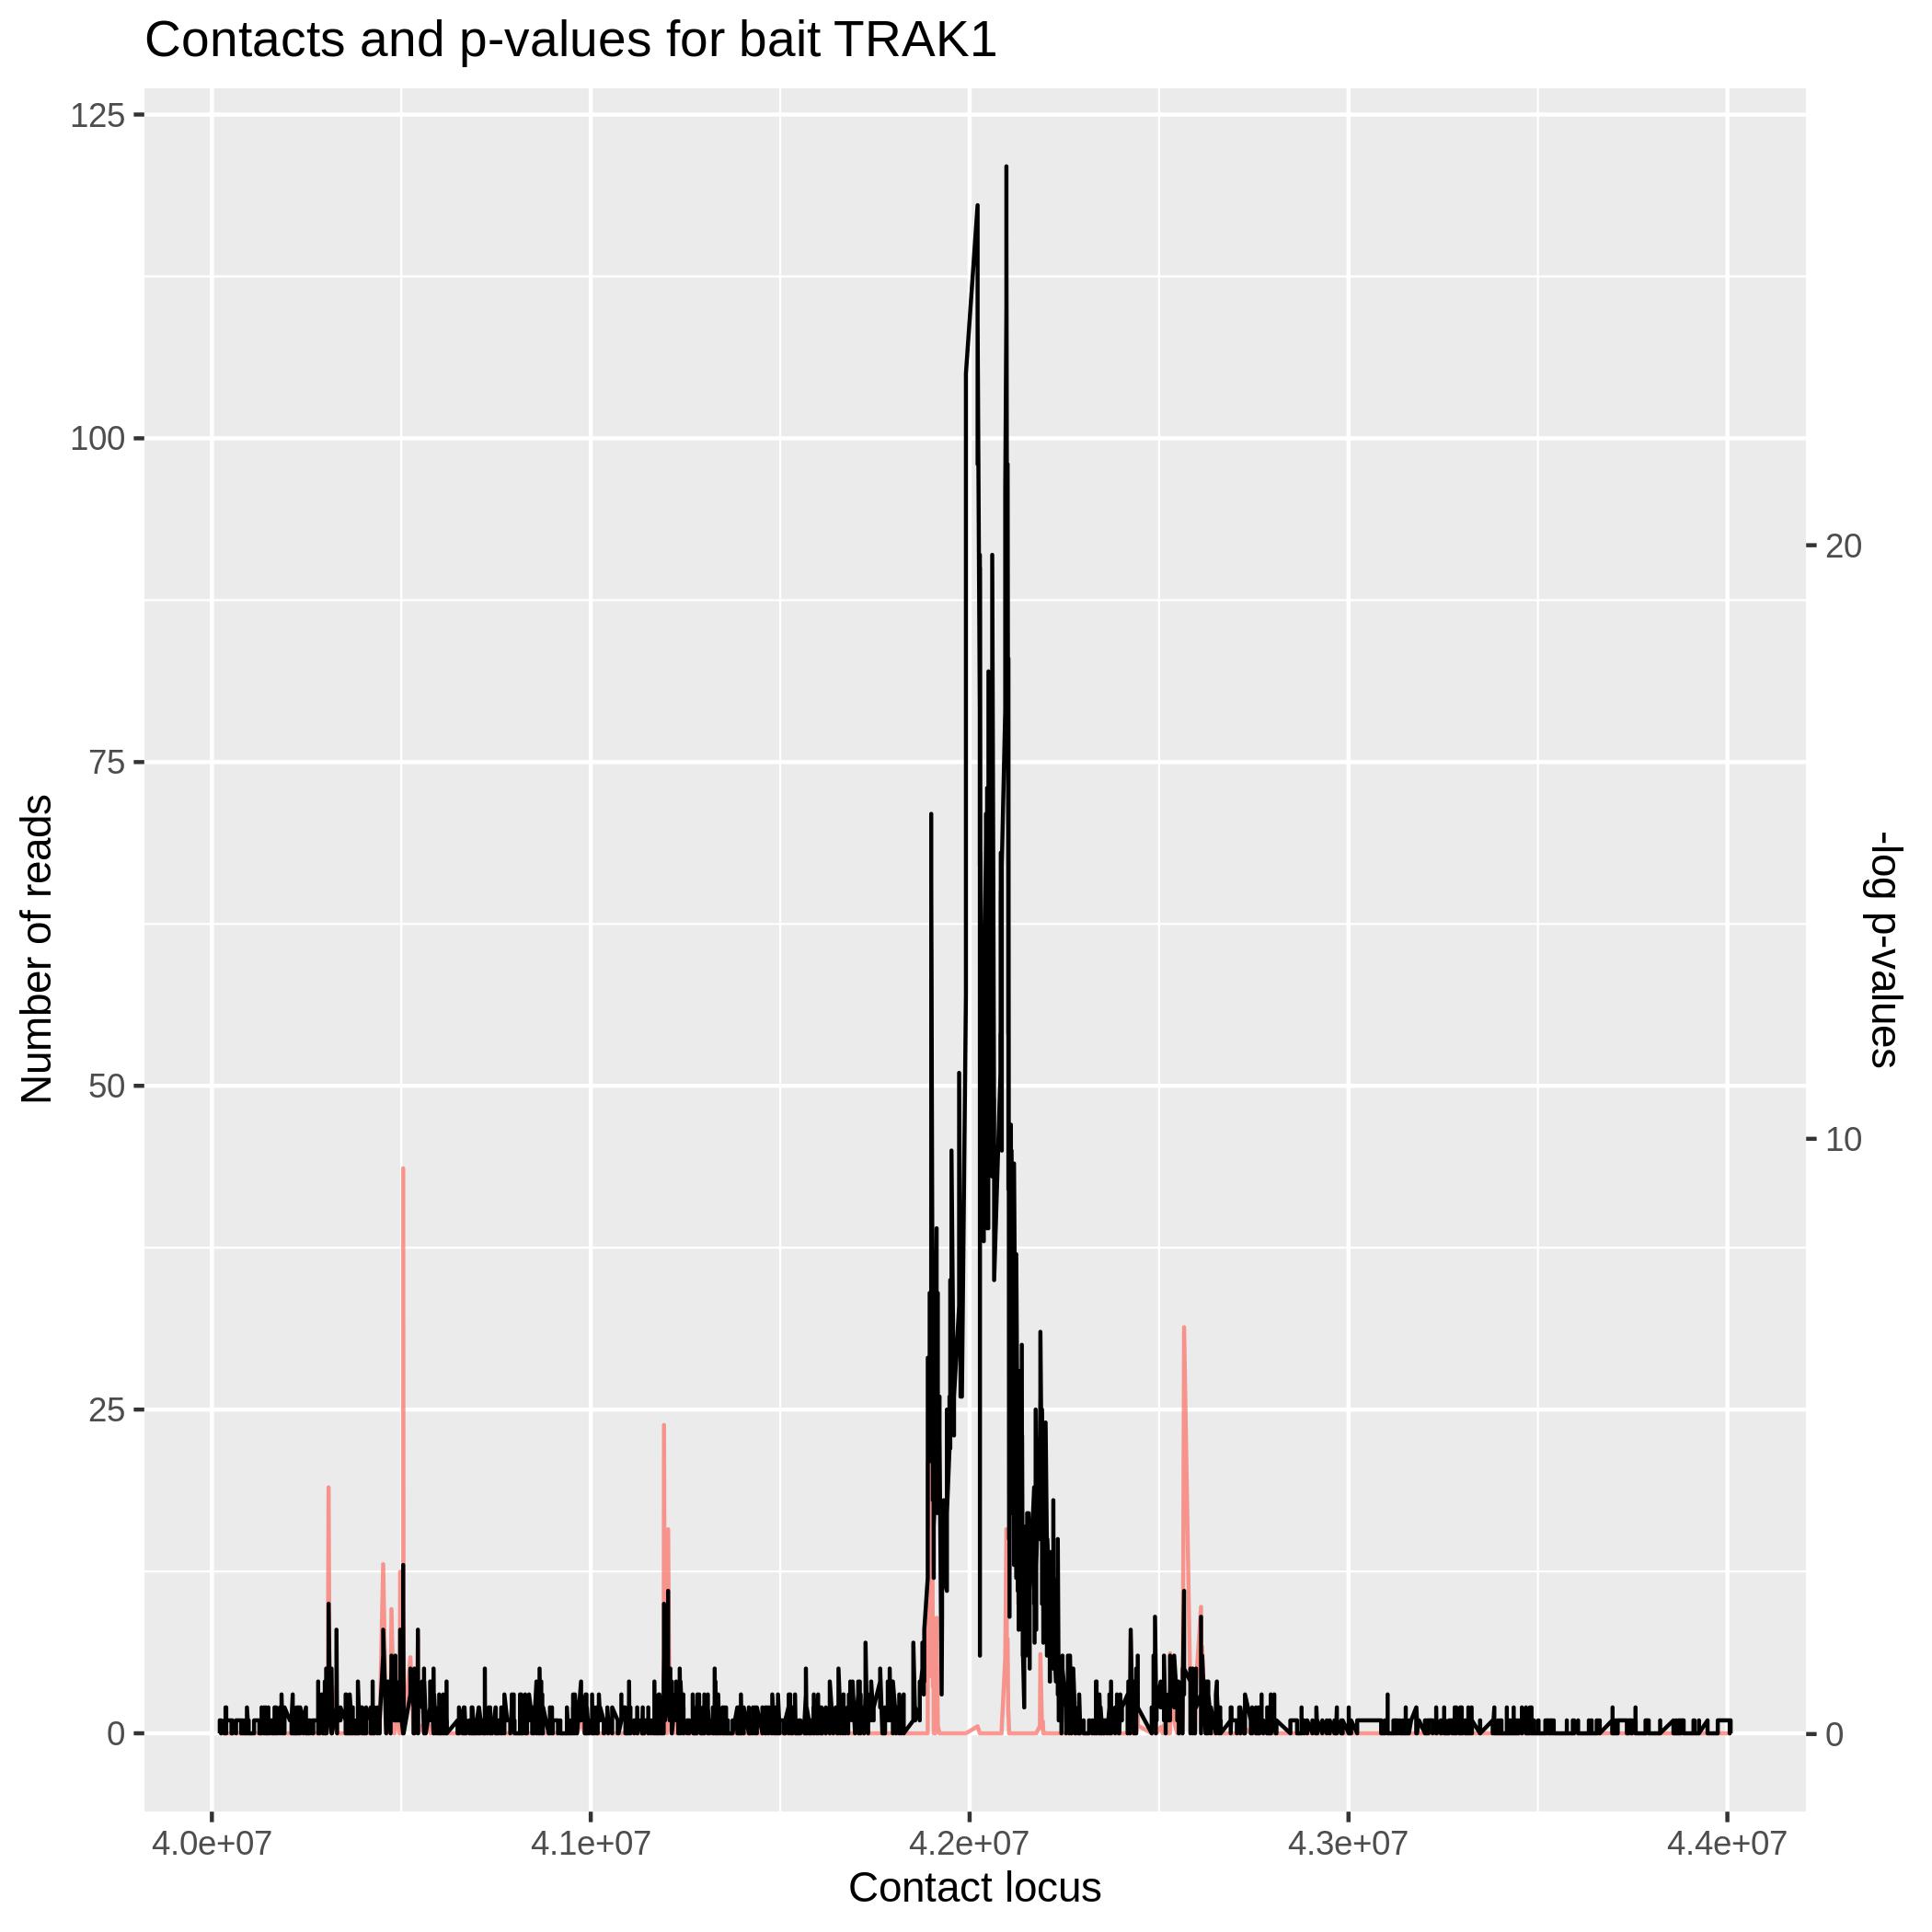 Contacts and p-values for bait TRAK1
125
100
75
50
25
0
Number of reads
20
10
0
-log p-values
4.0e+07
4.1e+07
4.2e+07
4.3e+07
4.4e+07
Contact locus